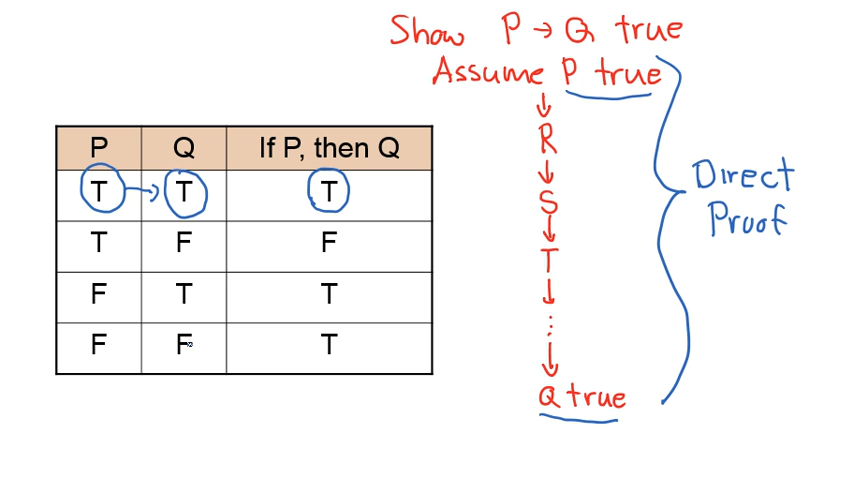 Show P → Q true
Assume P true
↓
R
↓
S
↓
T
↓
⋮
↓
Q true
Direct
Proof
P Q If P, then Q
T → T T
T F F
F T T
F F T